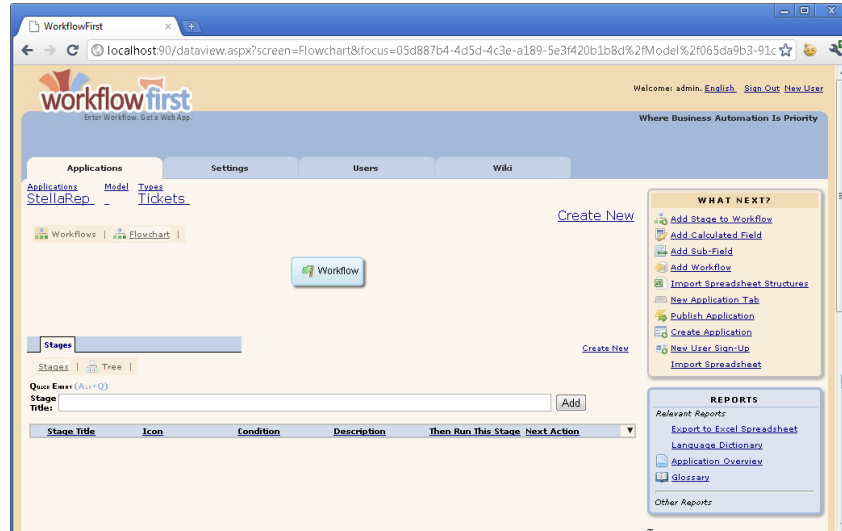 WorkflowFirst
localhost:90/dataview.aspx?screen=Flowchart&focus=05d887b4-4d5d-4c3e-a189-5e3f420b1b8d%2fModel%2f065da9b3-91c
workflowfirst
Enter Workflow. Get a Web App.
Welcome: admin. English Sign Out New User
Where Business Automation Is Priority
Applications Settings Users Wiki
Applications Model Types
StellaRep Tickets
Create New
Workflows | Flowchart |
Workflow
Stages
Create New
Stages | Tree |
Quick Entry (Alt+Q)
Stage
Title:
Add
Stage Title Icon Condition Description Then Run This Stage Next Action
WHAT NEXT?
Add Stage to Workflow
Add Calculated Field
Add Sub-Field
Add Workflow
Import Spreadsheet Structures
New Application Tab
Publish Application
Create Application
New User Sign-Up
Import Spreadsheet
REPORTS
Relevant Reports
Export to Excel Spreadsheet
Language Dictionary
Application Overview
Glossary
Other Reports